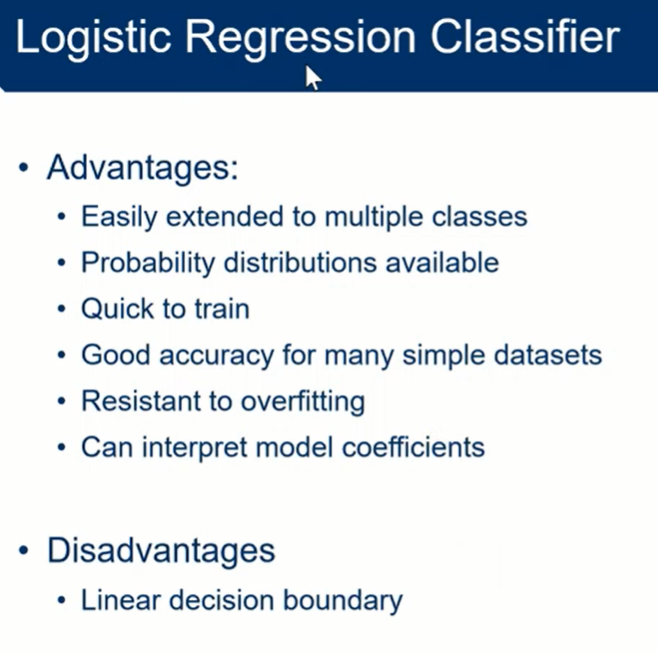 Logistic Regression Classifier
• Advantages:
• Easily extended to multiple classes
• Probability distributions available
• Quick to train
• Good accuracy for many simple datasets
• Resistant to overfitting
• Can interpret model coefficients
• Disadvantages
• Linear decision boundary